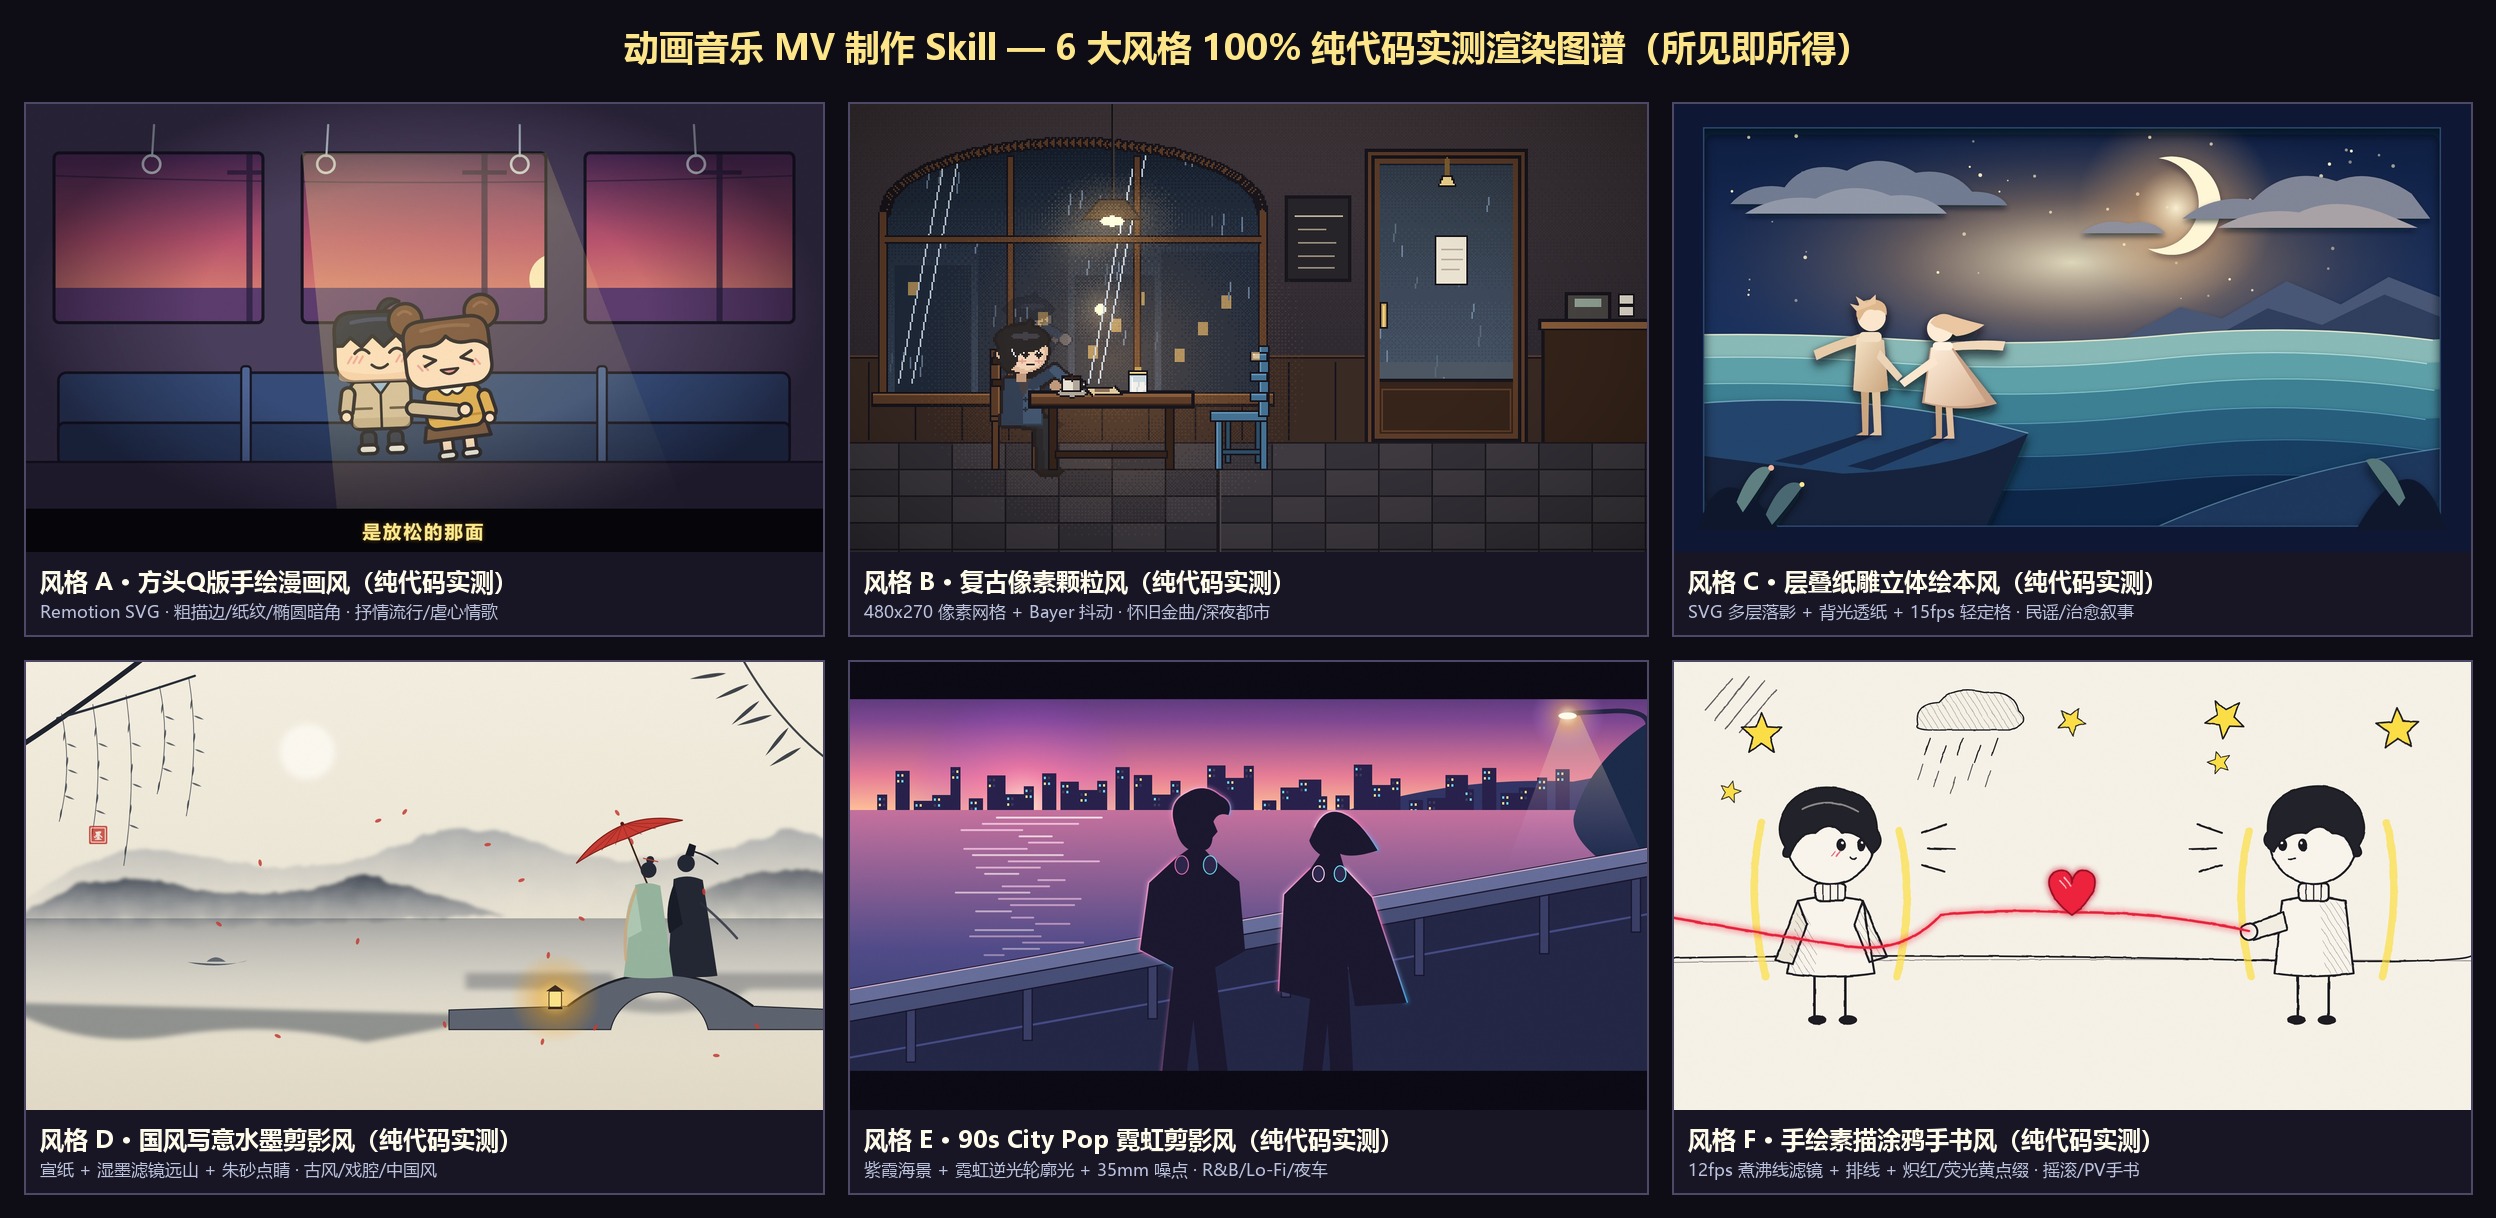 动画音乐 MV 制作 Skill — 6 大风格 100% 纯代码实测渲染图谱（所见即所得）
是放松的那面
风格 A • 方头Q版手绘漫画风（纯代码实测）
Remotion SVG · 粗描边/纸纹/椭圆暗角 · 抒情流行/虐心情歌
风格 B • 复古像素颗粒风（纯代码实测）
480x270 像素网格 + Bayer 抖动 · 怀旧金曲/深夜都市
风格 C • 层叠纸雕立体绘本风（纯代码实测）
SVG 多层落影 + 背光透纸 + 15fps 轻定格 · 民谣/治愈叙事
风格 D • 国风写意水墨剪影风（纯代码实测）
宣纸 + 湿墨滤镜远山 + 朱砂点睛 · 古风/戏腔/中国风
风格 E • 90s City Pop 霓虹剪影风（纯代码实测）
紫霞海景 + 霓虹逆光轮廓光 + 35mm 噪点 · R&B/Lo-Fi/夜车
风格 F • 手绘素描涂鸦手书风（纯代码实测）
12fps 煮沸线滤镜 + 排线 + 炽红/荧光黄点缀 · 摇滚/PV手书